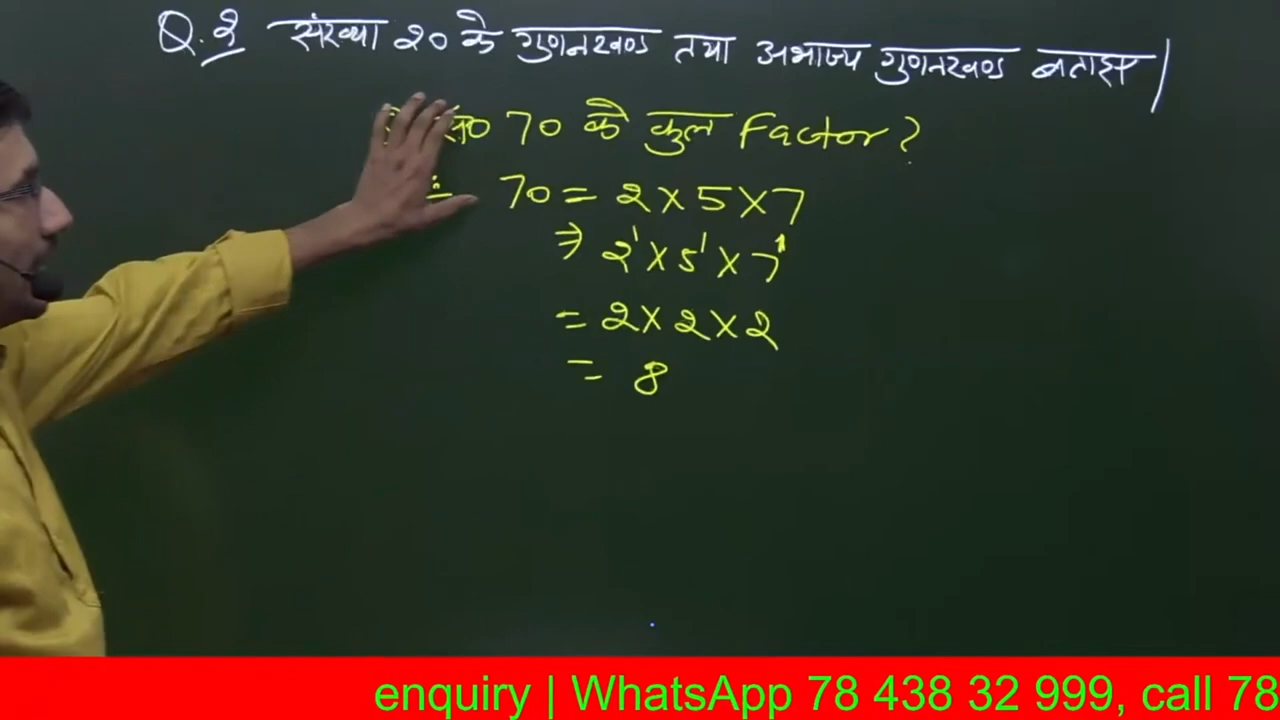 Q.2 संख्या 20 के गुणनखण्ड तथा अभाज्य गुणनखण्ड बताइए |
सं0 70 के कुल Factor ?
70 = 2 × 5 × 7
⇒ 2¹ × 5¹ × 7¹
= 2 × 2 × 2
= 8
enquiry | WhatsApp 78 438 32 999, call 78